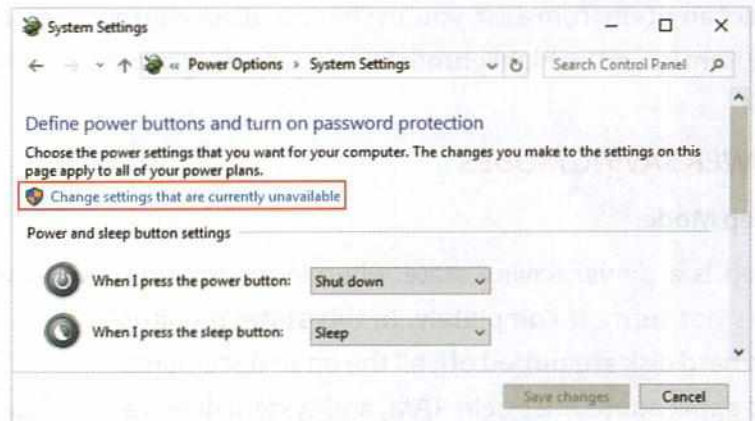 System Settings
« Power Options › System Settings
Search Control Panel
Define power buttons and turn on password protection
Choose the power settings that you want for your computer. The changes you make to the settings on this
page apply to all of your power plans.
Change settings that are currently unavailable
Power and sleep button settings
When I press the power button: Shut down
When I press the sleep button: Sleep
Save changes Cancel